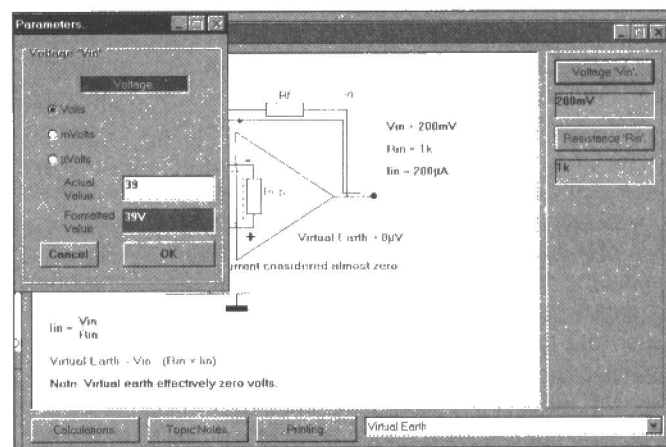 Parameters.
Voltage 'Vin'.
Voltage
Volts
mVolts
µVolts
Actual Value
39
Formatted Value
39V
Cancel
OK
Rf
Vin = 200mV
Rin = 1k
Iin = 200µA
Virtual Earth = 0µV
current considered almost zero
Iin = Vin
Rin
Virtual Earth = Vin - (Rin × Iin)
Note. Virtual earth effectively zero volts.
Voltage 'Vin'.
200mV
Resistance 'Rin'.
1k
Calculations
Topic Notes
Printing
Virtual Earth